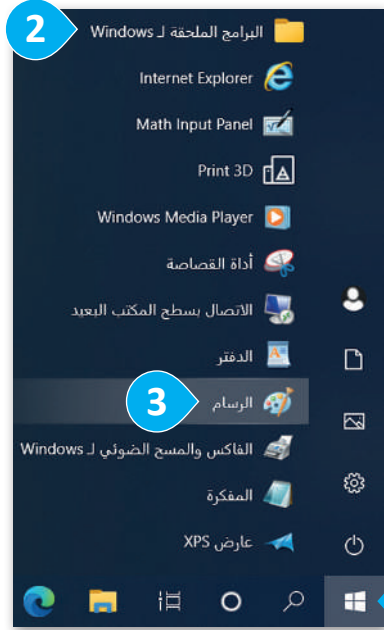 2
البرامج الملحقة لـ Windows
Internet Explorer
Math Input Panel
Print 3D
Windows Media Player
أداة القصاصة
الاتصال بسطح المكتب البعيد
الدفتر
3
الرسام
الفاكس والمسح الضوئي لـ Windows
المفكرة
عارض XPS